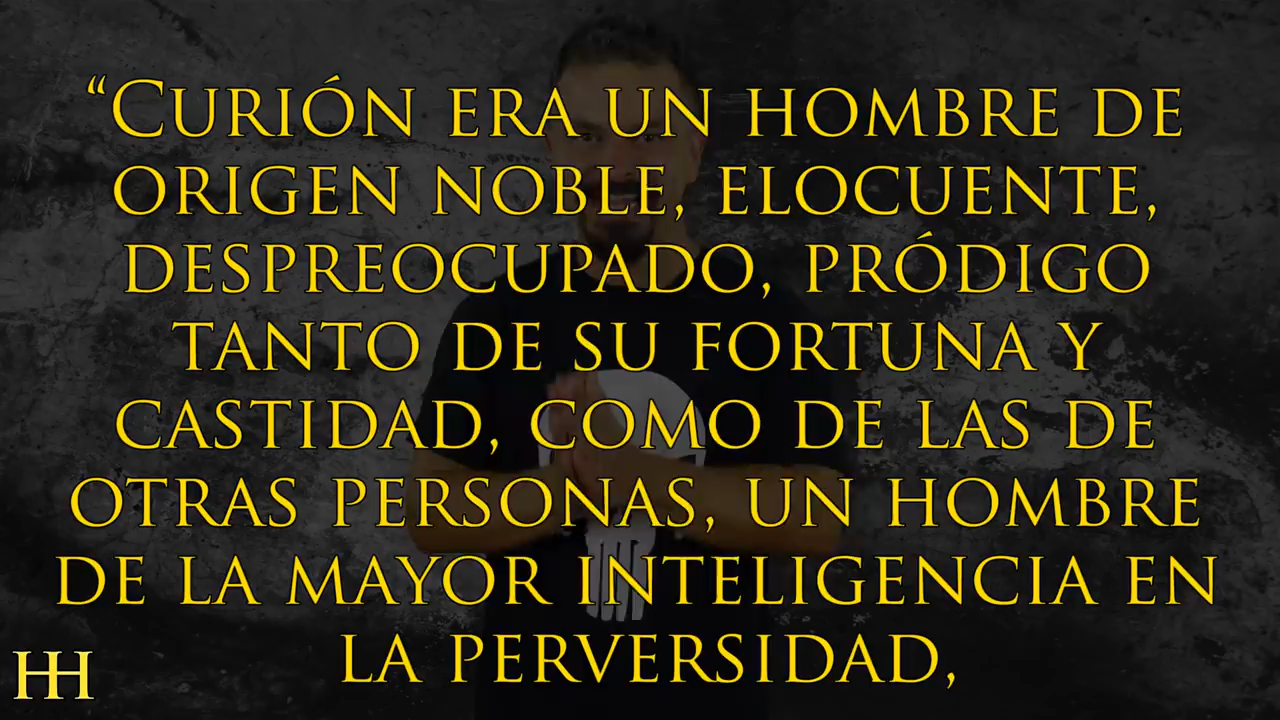 “CURIÓN ERA UN HOMBRE DE
ORIGEN NOBLE, ELOCUENTE,
DESPREOCUPADO, PRÓDIGO
TANTO DE SU FORTUNA Y
CASTIDAD, COMO DE LAS DE
OTRAS PERSONAS, UN HOMBRE
DE LA MAYOR INTELIGENCIA EN
LA PERVERSIDAD,
HH